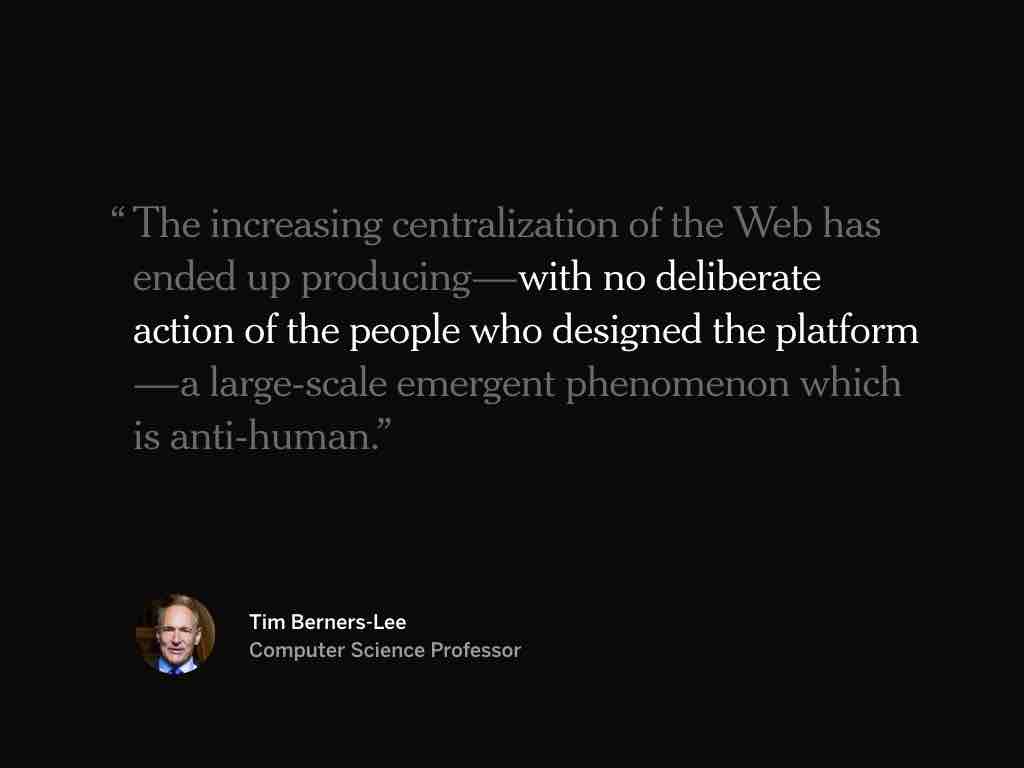 “ The increasing centralization of the Web has
ended up producing—with no deliberate
action of the people who designed the platform
—a large-scale emergent phenomenon which
is anti-human.”
Tim Berners-Lee
Computer Science Professor